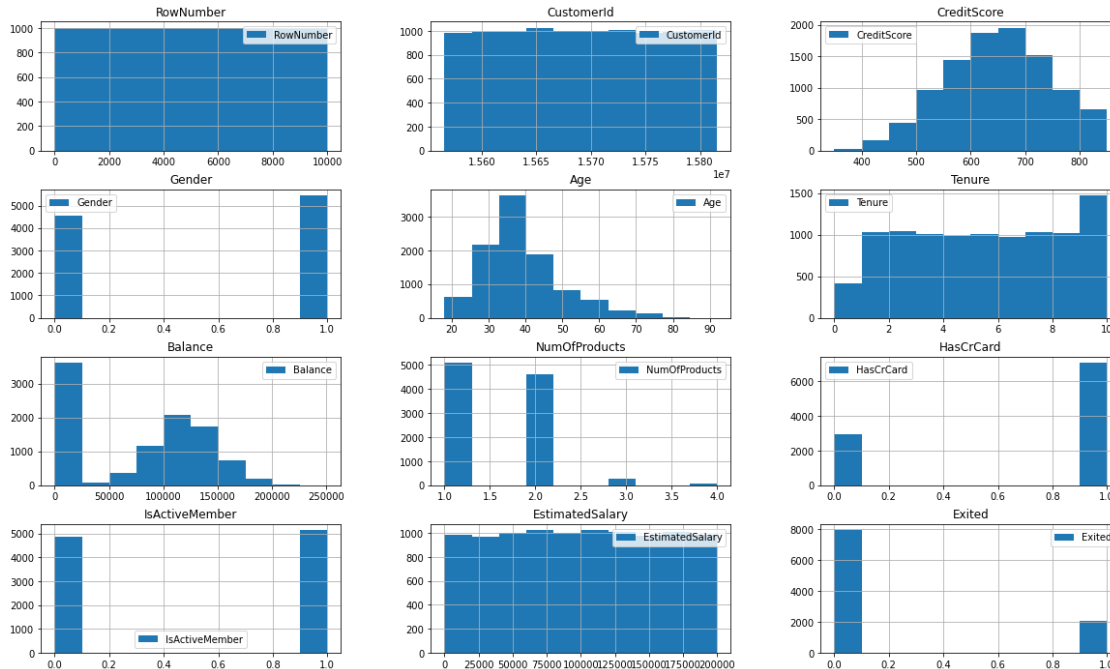 RowNumber
1000
800
600
400
200
0
RowNumber
0 2000 4000 6000 8000 10000
CustomerId
1000
800
600
400
200
0
CustomerId
1.560 1.565 1.570 1.575 1.580
1e7
CreditScore
2000
1500
1000
500
0
CreditScore
400 500 600 700 800
Gender
5000
4000
3000
2000
1000
0
Gender
0.0 0.2 0.4 0.6 0.8 1.0
Age
3000
2000
1000
0
Age
20 30 40 50 60 70 80 90
Tenure
1500
1000
500
0
Tenure
0 2 4 6 8 10
Balance
3000
2000
1000
0
Balance
0 50000 100000 150000 200000 250000
NumOfProducts
5000
4000
3000
2000
1000
0
NumOfProducts
1.0 1.5 2.0 2.5 3.0 3.5 4.0
HasCrCard
6000
4000
2000
0
HasCrCard
0.0 0.2 0.4 0.6 0.8 1.0
IsActiveMember
5000
4000
3000
2000
1000
0
IsActiveMember
0.0 0.2 0.4 0.6 0.8 1.0
EstimatedSalary
1000
800
600
400
200
0
EstimatedSalary
0 25000 50000 75000 100000 125000 150000 175000 200000
Exited
8000
6000
4000
2000
0
Exited
0.0 0.2 0.4 0.6 0.8 1.0